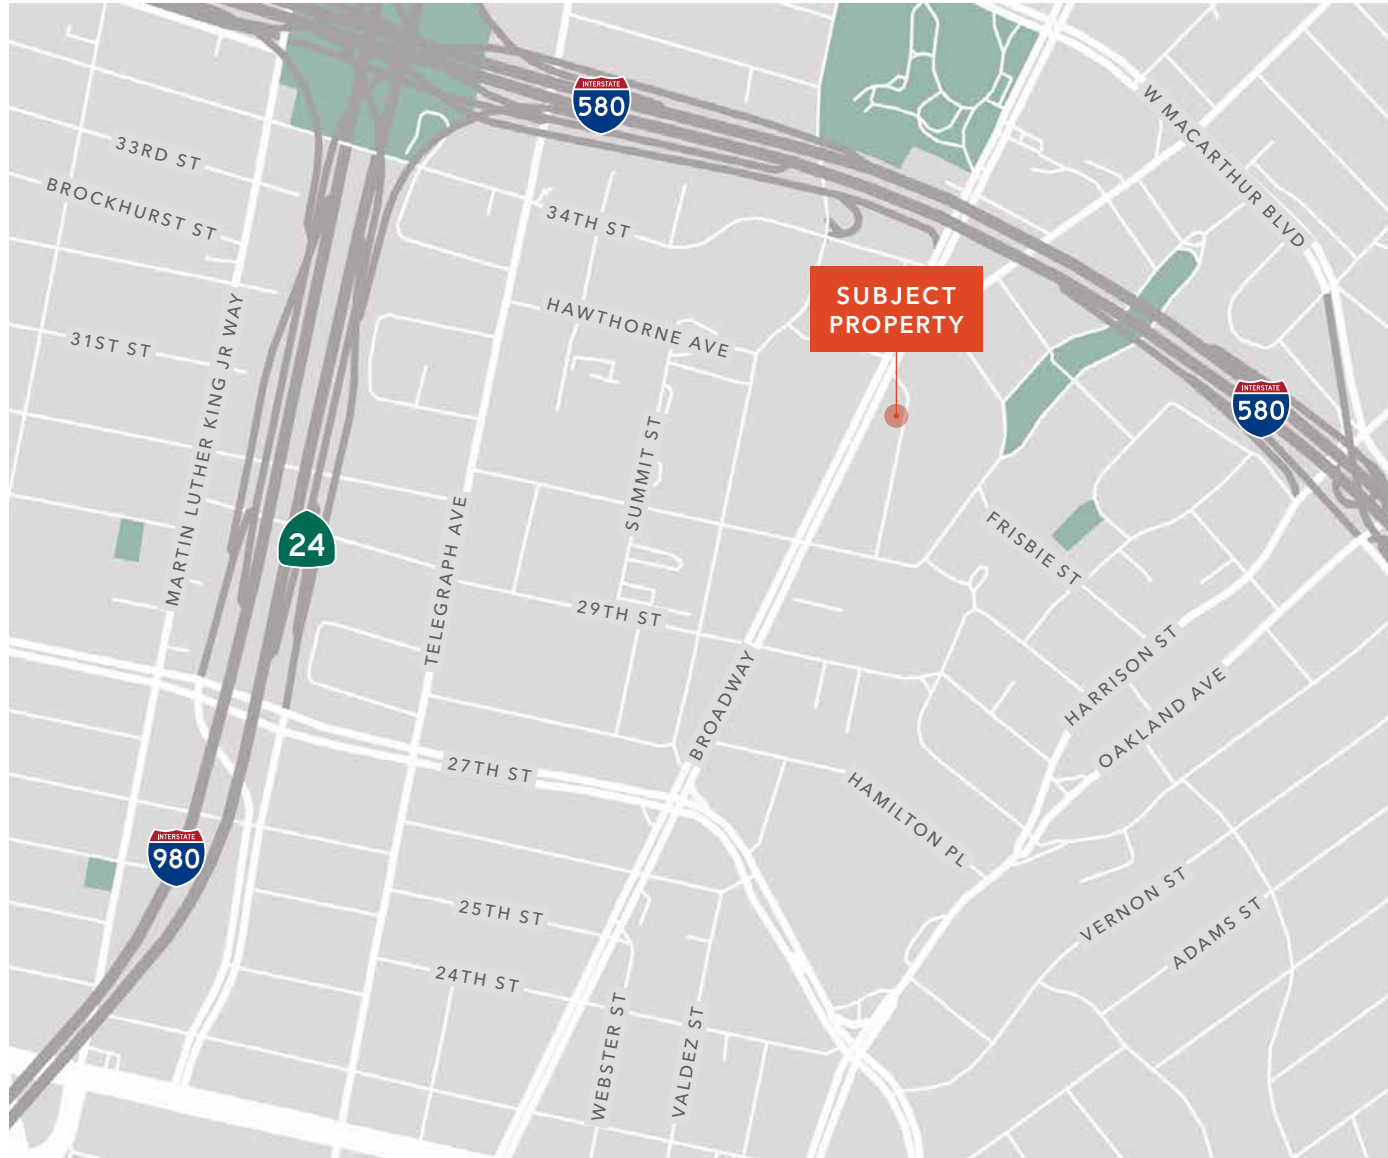 INTERSTATE
580
W MACARTHUR BLVD
33RD ST
BROCKHURST ST
34TH ST
SUBJECT
PROPERTY
HAWTHORNE AVE
31ST ST
MARTIN LUTHER KING JR WAY
INTERSTATE
580
SUMMIT ST
TELEGRAPH AVE
24
FRISBIE ST
29TH ST
HARRISON ST
BROADWAY
OAKLAND AVE
27TH ST
HAMILTON PL
INTERSTATE
980
VERNON ST
25TH ST
ADAMS ST
24TH ST
WEBSTER ST
VALDEZ ST